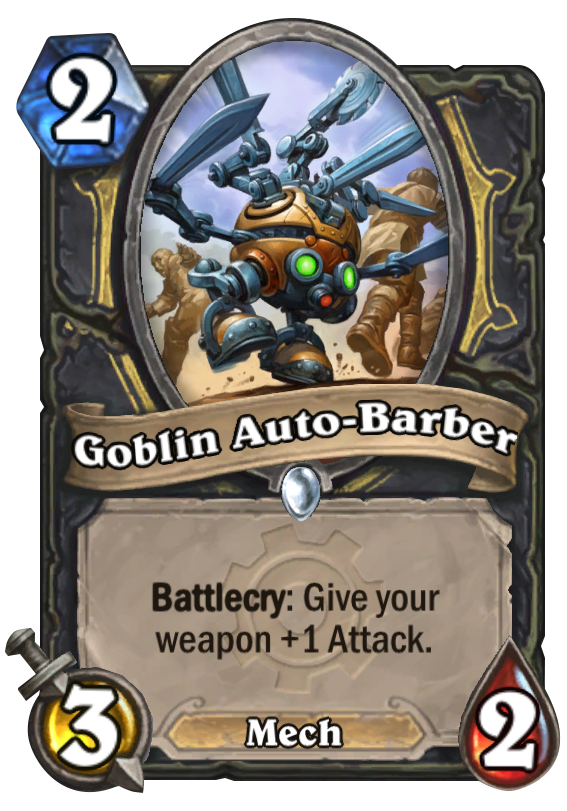 2
Goblin Auto-Barber
Battlecry: Give your
weapon +1 Attack.
3
Mech
2